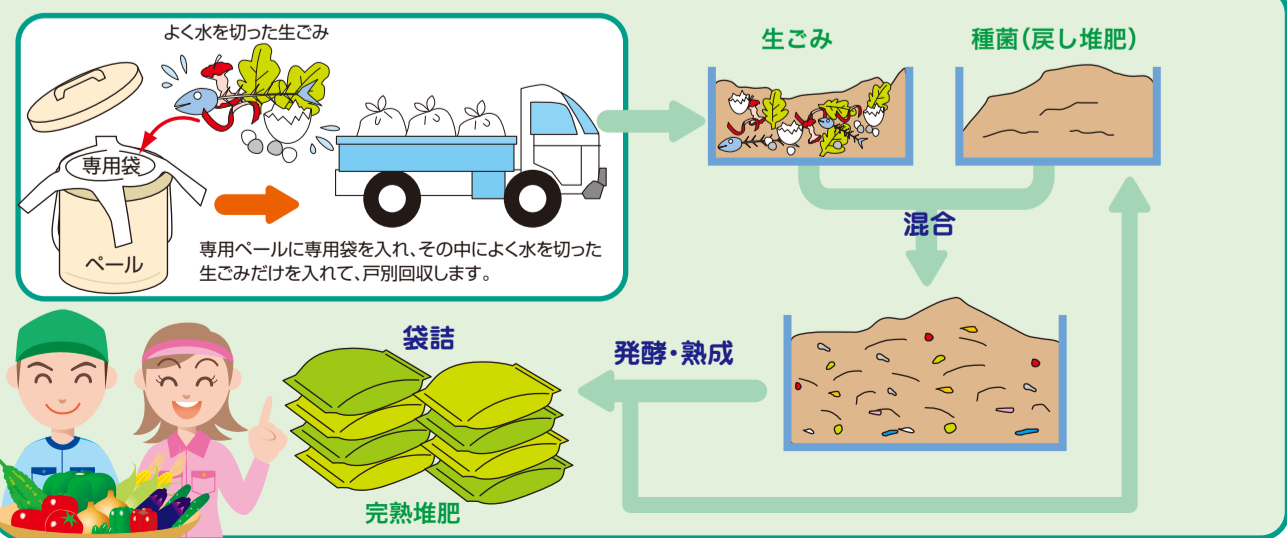 よく水を切った生ごみ
専用袋
ペール
専用ペールに専用袋を入れ、その中によく水を切った
生ごみだけを入れて、戸別回収します。
生ごみ
種菌(戻し堆肥)
混合
発酵・熟成
袋詰
完熟堆肥